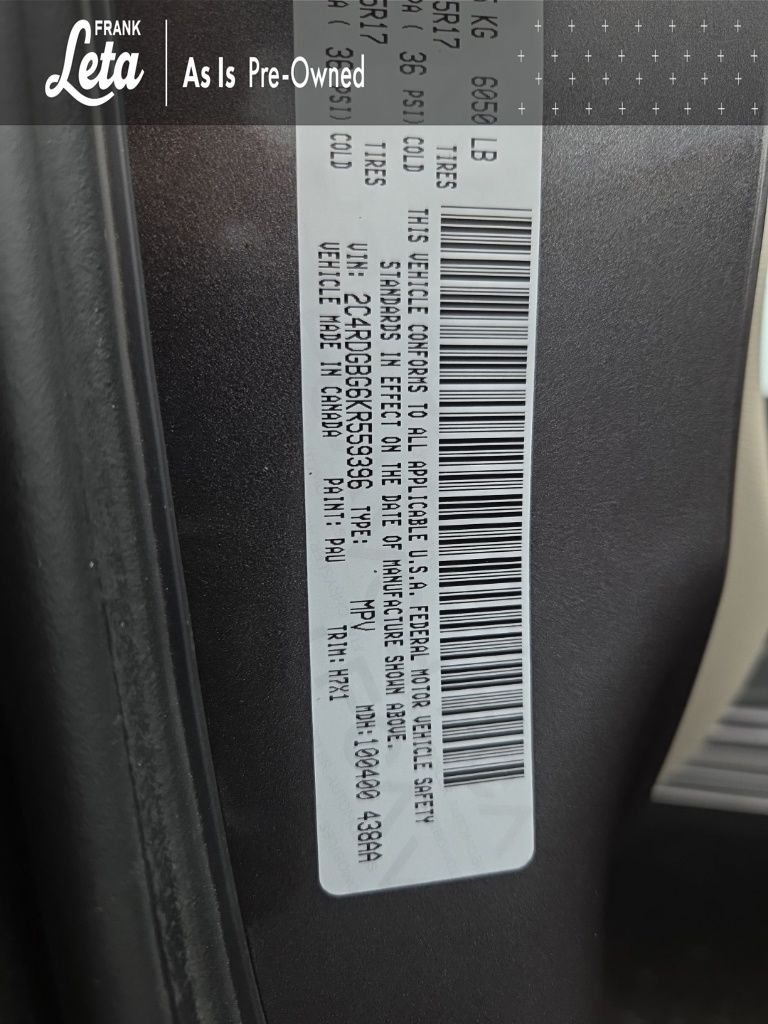 FRANK
Leta
As Is Pre-Owned
5 KG 6050 LB
5R17 TIRES
PA ( 36 PSI) COLD
5R17 TIRES
A ( 36 PSI) COLD
THIS VEHICLE CONFORMS TO ALL APPLICABLE U.S.A. FEDERAL MOTOR VEHICLE SAFETY
STANDARDS IN EFFECT ON THE DATE OF MANUFACTURE SHOWN ABOVE.
VIN: 2C4RDGBG6KR559396 TYPE: MPV MDH:100400 438AA
VEHICLE MADE IN CANADA PAINT: PAU TRIM: H7X1